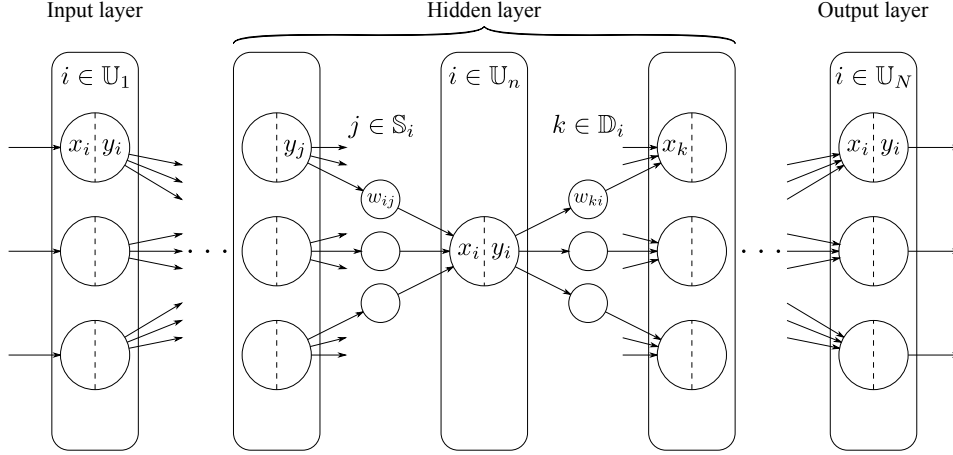 Input layer Hidden layer Output layer
i ∈ 𝕌₁ i ∈ 𝕌ₙ i ∈ 𝕌_N
j ∈ 𝕊ᵢ k ∈ 𝔻ᵢ
xᵢ yᵢ yⱼ xₖ xᵢ yᵢ
wᵢⱼ wₖᵢ
xᵢ yᵢ